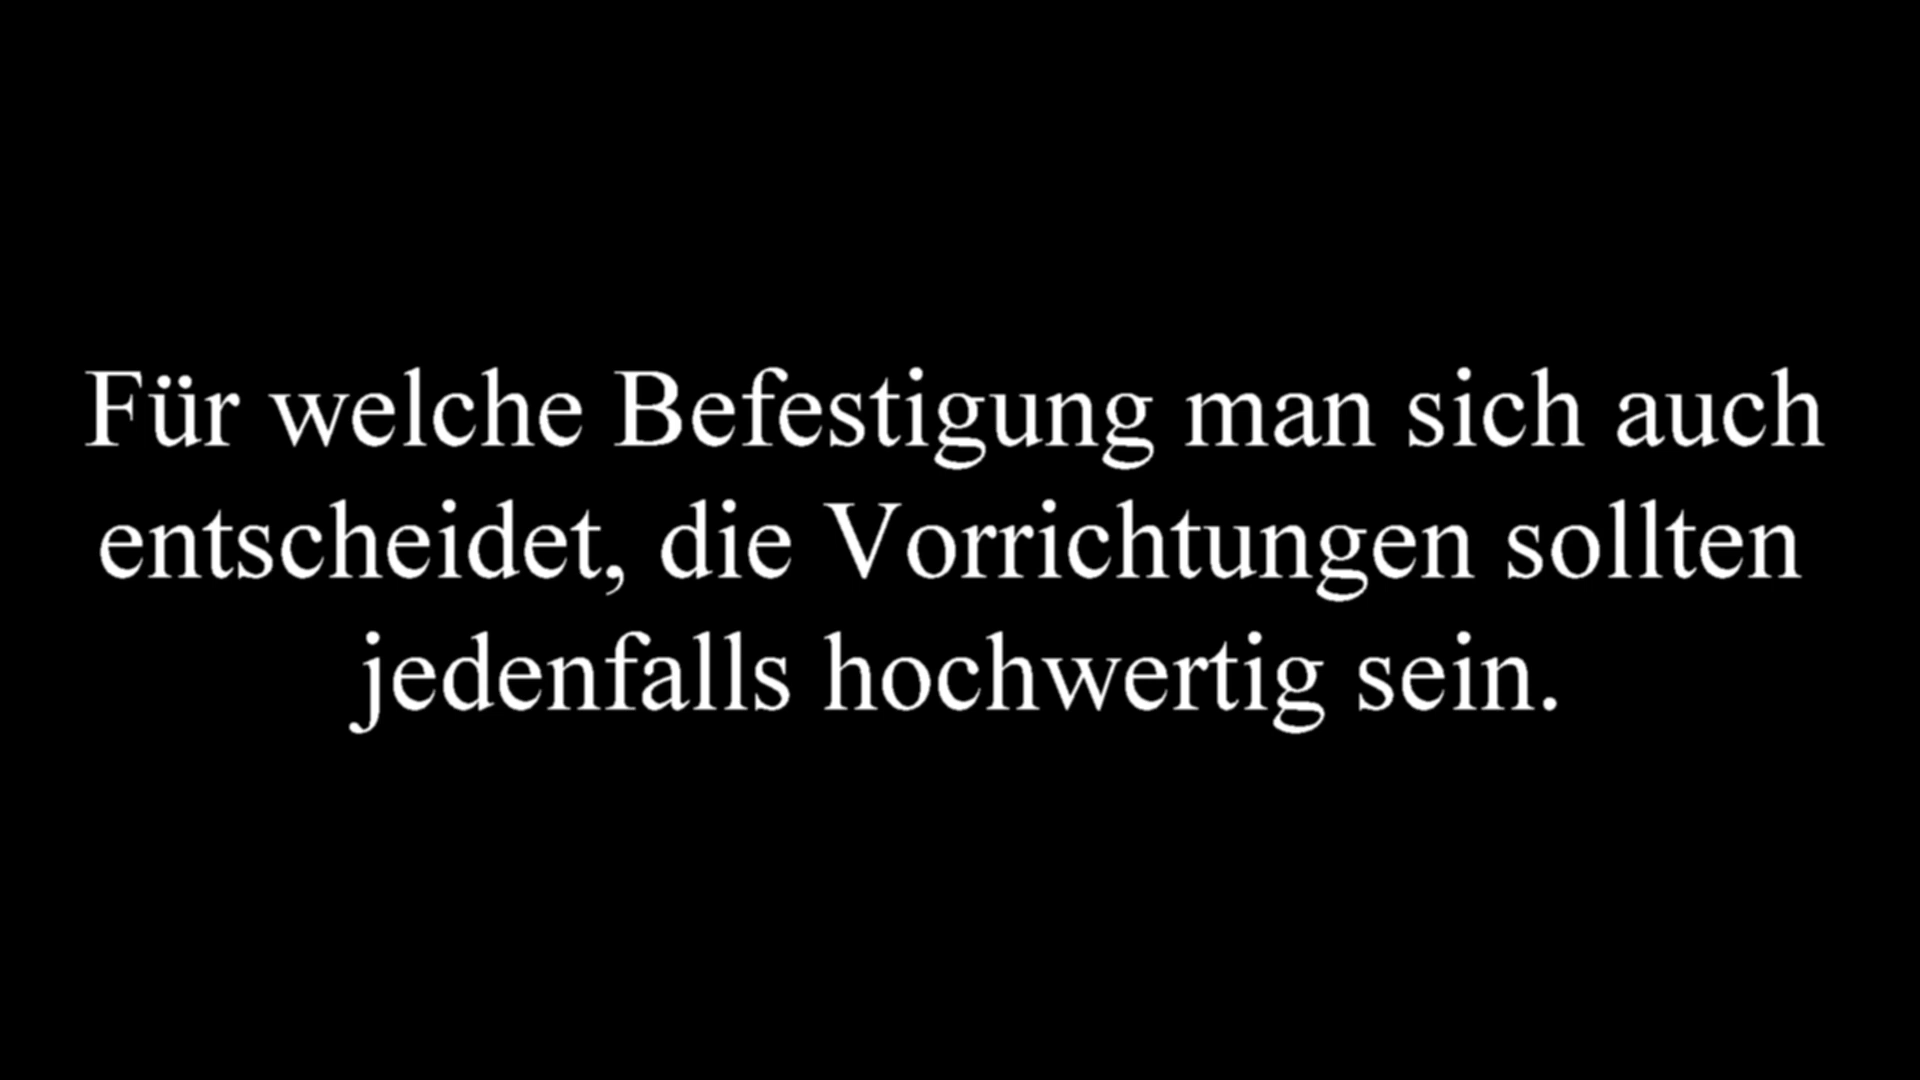 Für welche Befestigung man sich auch
entscheidet, die Vorrichtungen sollten
jedenfalls hochwertig sein.